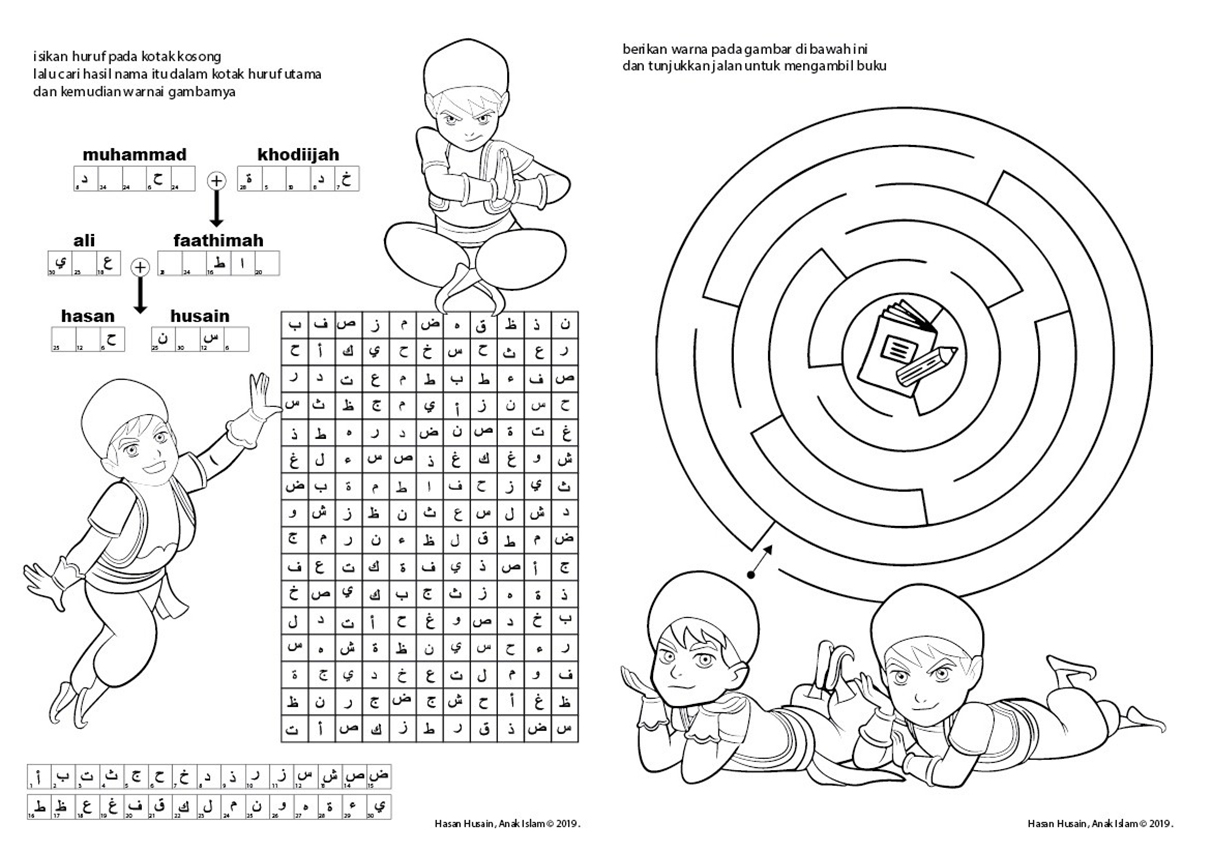 isikan huruf pada kotak kosong
lalu cari hasil nama itu dalam kotak huruf utama
dan kemudian warnai gambarnya
muhammad + khodiijah
د ح
8 24 24 6 24
ة د خ
28 5 8 7
ali + faathimah
ي ع
30 23 18
ط ا
24 16 20
hasan husain
ح
25 12 6
ن س
25 30 12 6
ن ذ ظ ق ه ض م ز ص ف ب
ر ع ث ح س خ ح ي ك أ ح
ص ف ء ط ب ط م ع ت د ر
ح س ن ز أ ي م ج ظ ث س
غ ت ة ص ن ض د ر ه ط ذ
ش و غ ك غ ذ ص س ء ل غ
ث ي ز ح ف ا ط م ة ب ض
د ش ل س ع ث ن ظ ز ش و
ض م ط ق ل ظ ء ن ر م ج
ج أ ص ذ ي ف ة ك ت ع ف
ذ ة ه ز ث ج ب ك ي ص خ
ب خ د ص و غ ح أ ت د ل
ر ء ح س ي ن ظ ة ش ه س
ف و م ل ت ع خ د ي ج ة
ظ غ أ ح ش ج ض ج ر ن ظ
س ض ذ ق ر ط ز ك ص أ ت
أ ب ت ث ج ح خ د ذ ر ز س ش ص ض
1 2 3 4 5 6 7 8 9 10 11 12 13 14 15
ط ظ ع غ ف ق ك ل م ن و ه ة ء ي
16 17 18 19 20 21 22 23 24 25 26 27 28 29 30
Hasan Husain, Anak Islam © 2019.
berikan warna pada gambar di bawah ini
dan tunjukkan jalan untuk mengambil buku
Hasan Husain, Anak Islam © 2019.